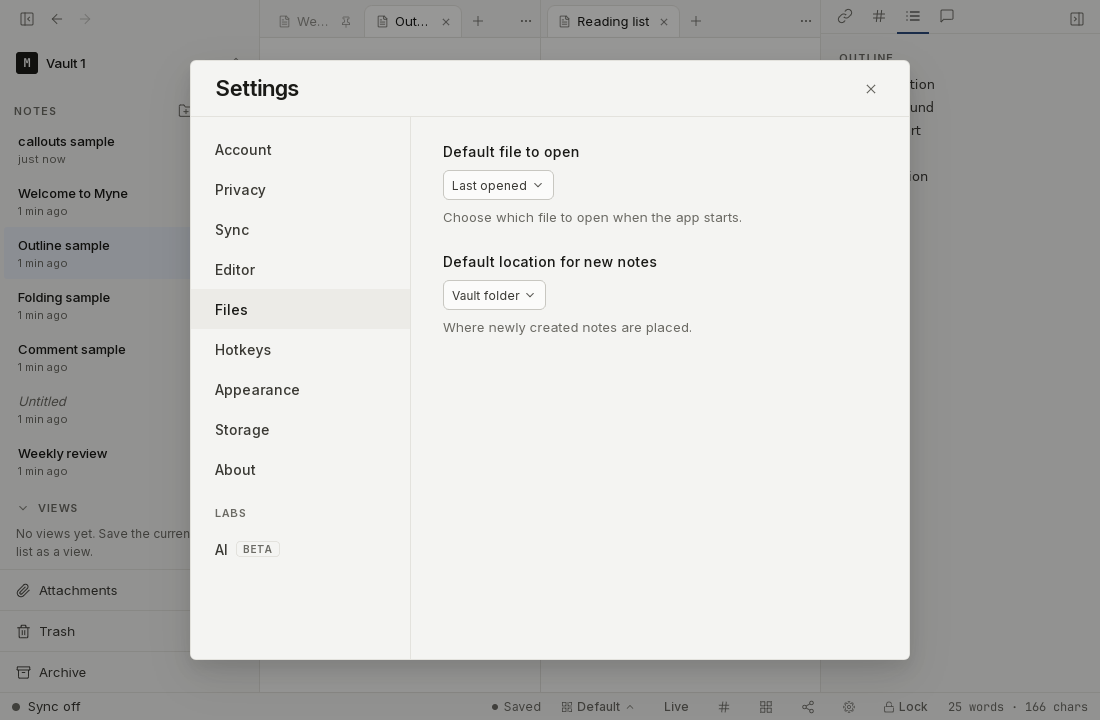 We...
Out...
Reading list
M
Vault 1
NOTES
callouts sample
just now
Welcome to Myne
1 min ago
Outline sample
1 min ago
Folding sample
1 min ago
Comment sample
1 min ago
Untitled
1 min ago
Weekly review
1 min ago
VIEWS
No views yet. Save the curren
list as a view.
Attachments
Trash
Archive
Settings
Account
Privacy
Sync
Editor
Files
Hotkeys
Appearance
Storage
About
LABS
AI BETA
Default file to open
Last opened
Choose which file to open when the app starts.
Default location for new notes
Vault folder
Where newly created notes are placed.
OUTLINE
tion
und
rt
ion
Sync off
Saved
Default
Live
Lock
25 words · 166 chars